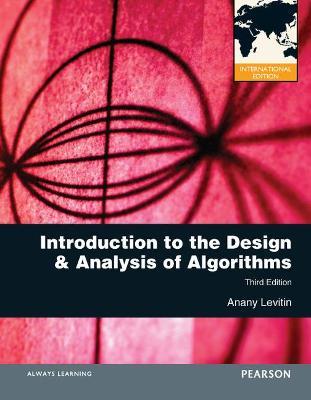 INTERNATIONAL
EDITION
Introduction to the Design
& Analysis of Algorithms
Third Edition
Anany Levitin
ALWAYS LEARNING
PEARSON